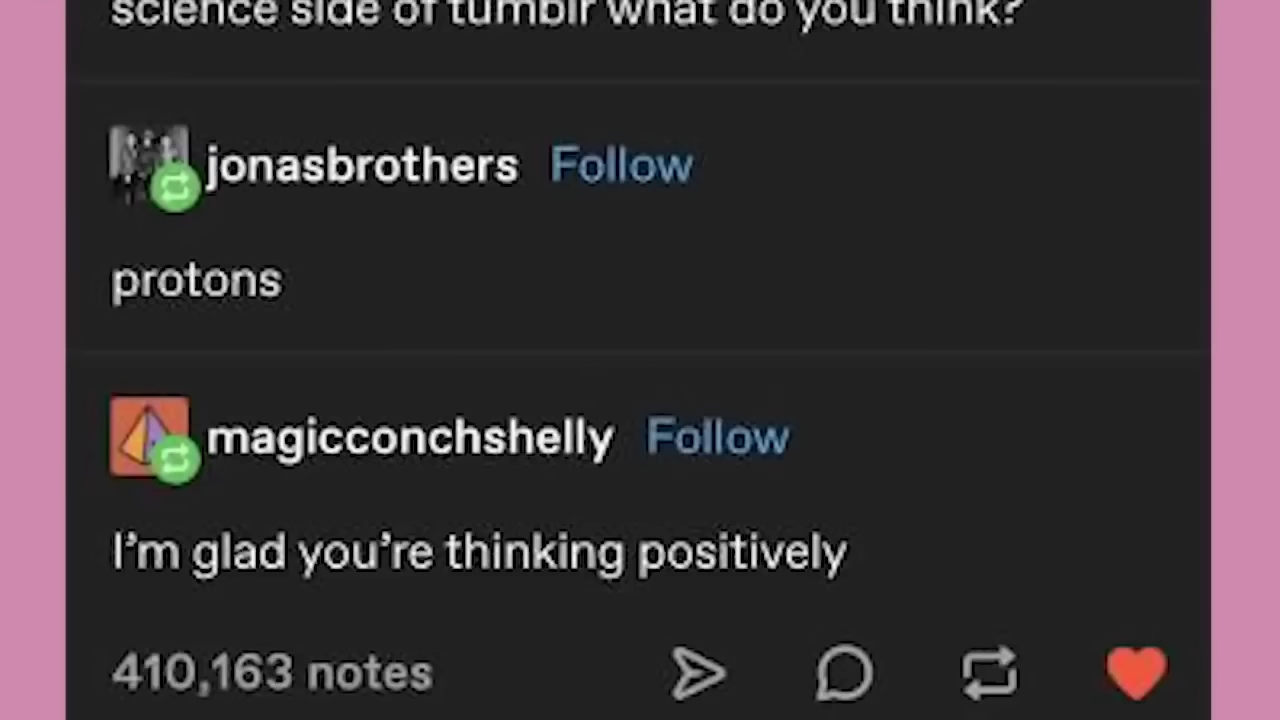 science side of tumblr what do you think?
jonasbrothers Follow
protons
magicconchshelly Follow
I'm glad you're thinking positively
410,163 notes